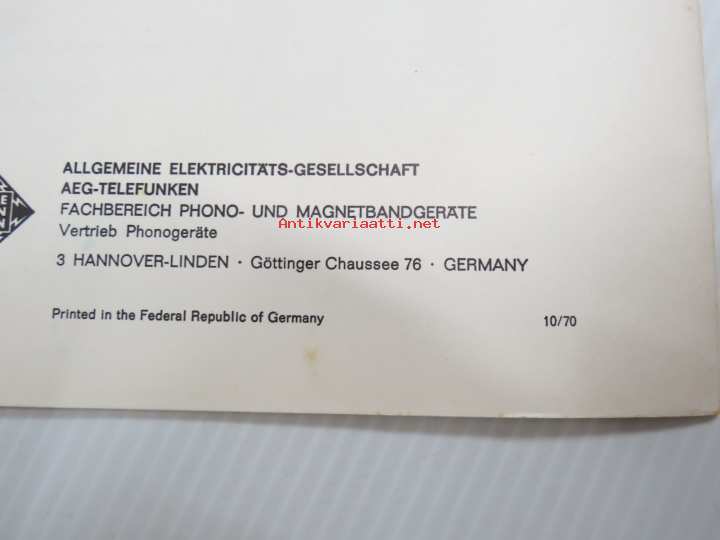 ALLGEMEINE ELEKTRICITÄTS-GESELLSCHAFT
AEG-TELEFUNKEN
FACHBEREICH PHONO- UND MAGNETBANDGERÄTE
Antikvariaatti.net
Vertrieb Phonogeräte
3 HANNOVER-LINDEN · Göttinger Chaussee 76 · GERMANY
Printed in the Federal Republic of Germany 10/70